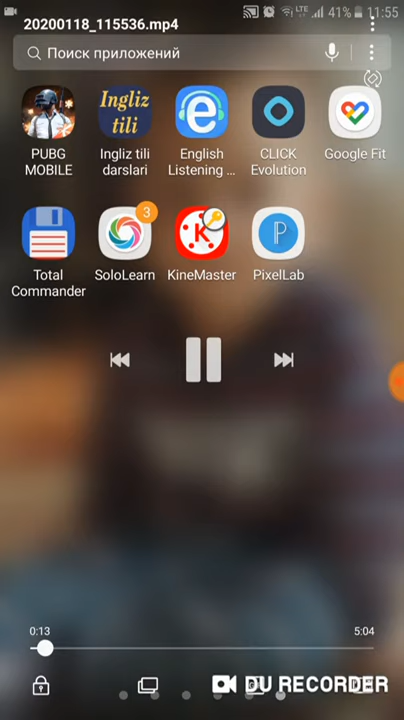 20200118_115536.mp4
LTE 41% 11:55
Поиск приложений
Ingliz
tili
PUBG
MOBILE
Ingliz tili
darslari
English
Listening ...
CLICK
Evolution
Google Fit
3
K
P
Total
Commander
SoloLearn
KineMaster
PixelLab
0:13
5:04
DU RECORDER